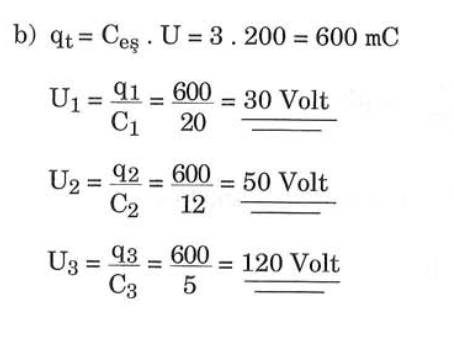 b) qt = Ceş . U = 3 . 200 = 600 mC
U1 = q1/C1 = 600/20 = 30 Volt
U2 = q2/C2 = 600/12 = 50 Volt
U3 = q3/C3 = 600/5 = 120 Volt